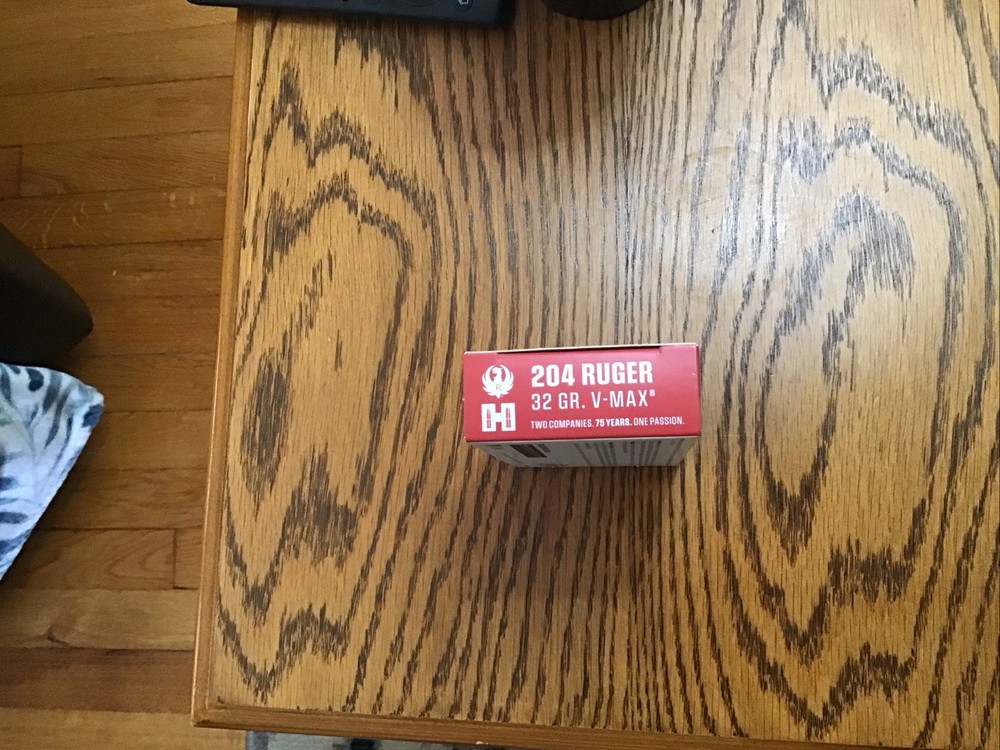 204 RUGER
32 GR. V-MAX®
TWO COMPANIES. 75 YEARS. ONE PASSION.
R
H